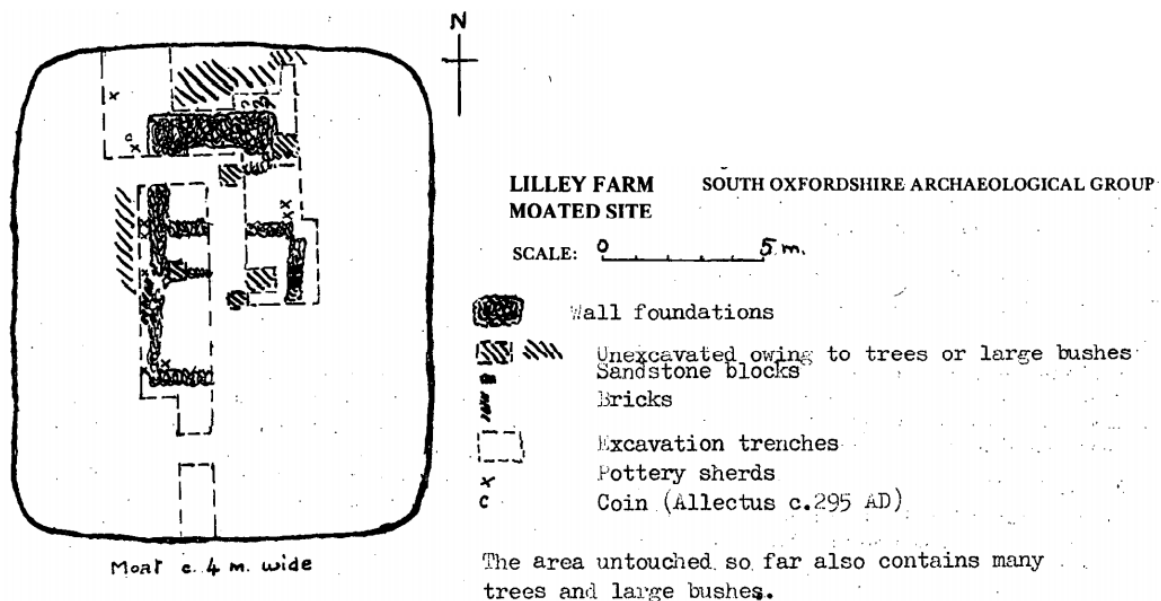 N
c
x
x
x
x
x
x
x
x
Moat c. 4 m. wide
LILLEY FARM SOUTH OXFORDSHIRE ARCHAEOLOGICAL GROUP
MOATED SITE
SCALE: 0 5 m.
Wall foundations
Unexcavated owing to trees or large bushes
Sandstone blocks
Bricks
Excavation trenches
x Pottery sherds
C Coin (Allectus c.295 AD)
The area untouched so far also contains many
trees and large bushes.